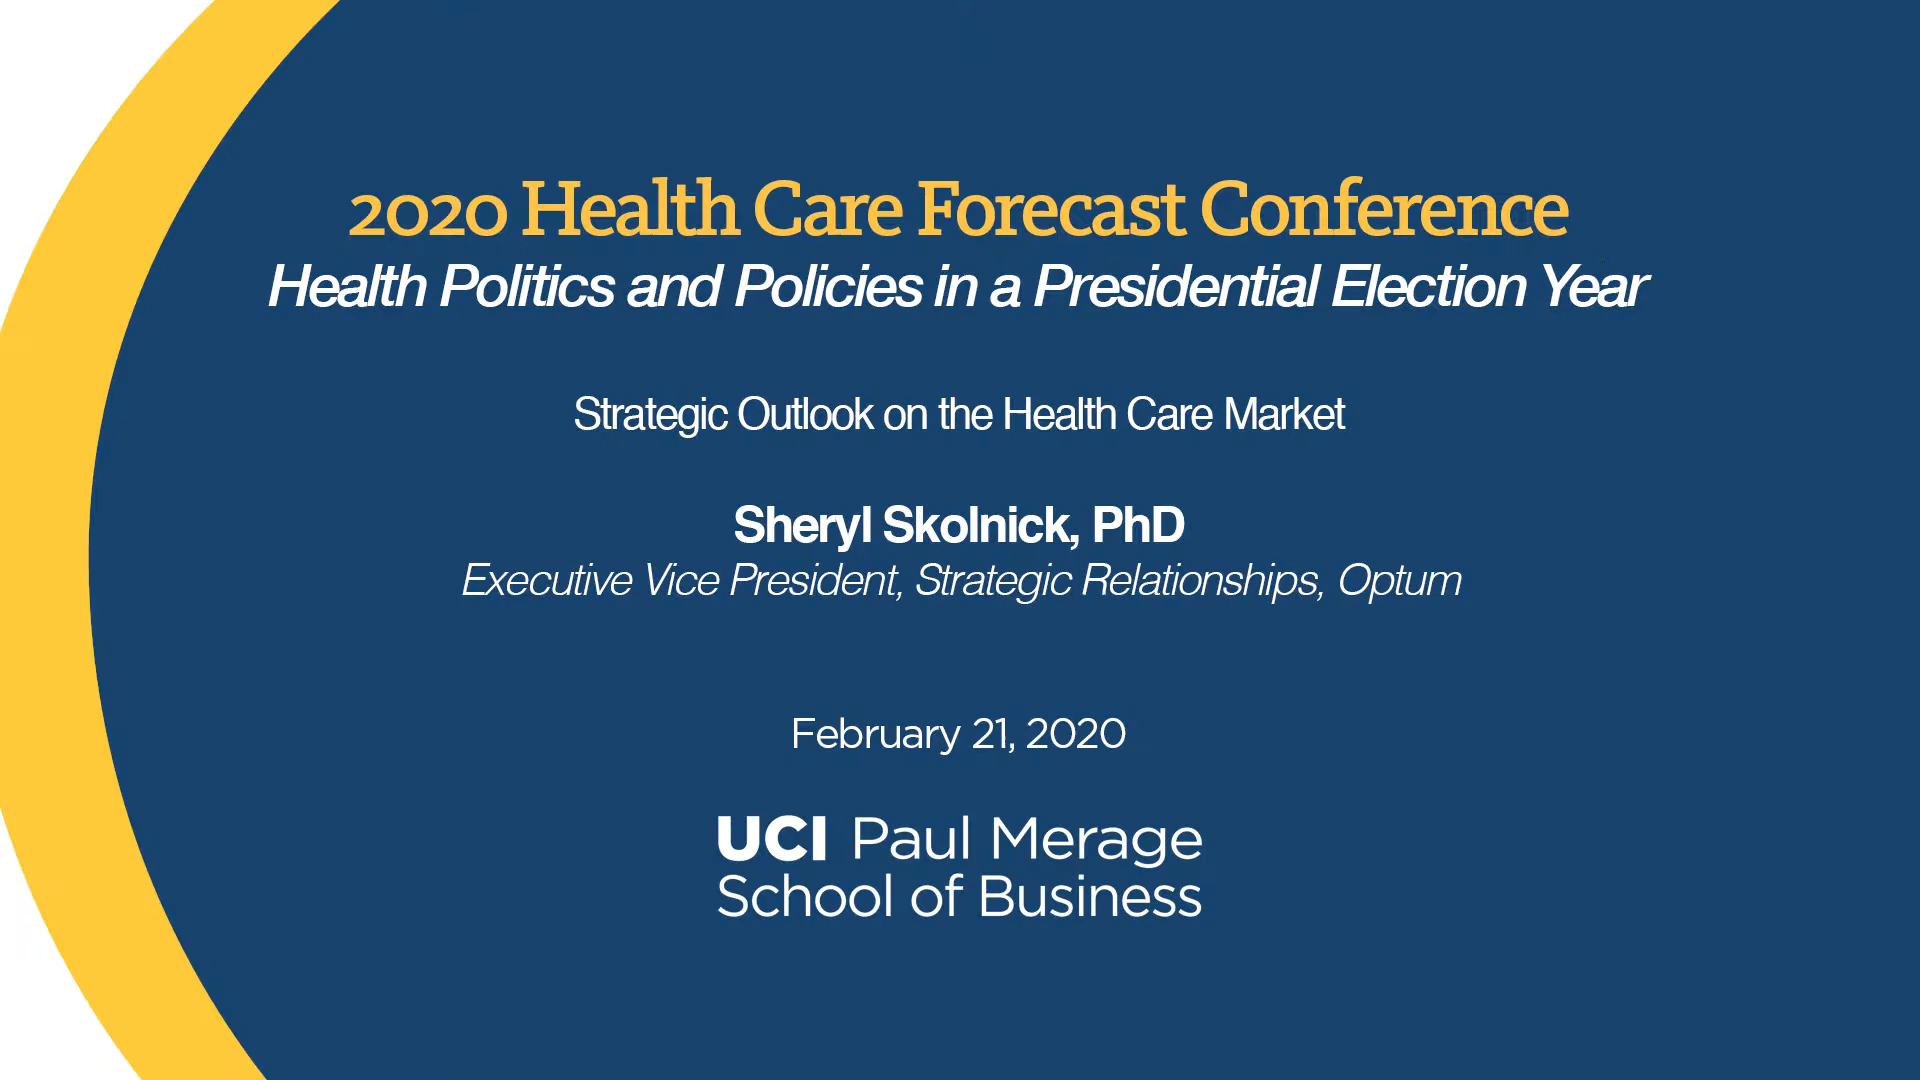 2020 Health Care Forecast Conference
Health Politics and Policies in a Presidential Election Year
Strategic Outlook on the Health Care Market
Sheryl Skolnick, PhD
Executive Vice President, Strategic Relationships, Optum
February 21, 2020
UCI Paul Merage
School of Business